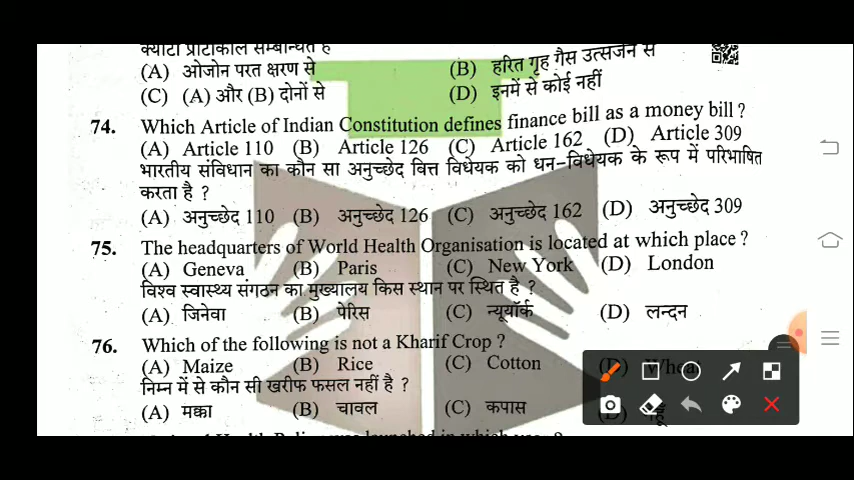 क्योटो प्रोटोकॉल सम्बन्धित है
(A) ओजोन परत क्षरण से (B) हरित गृह गैस उत्सर्जन से
(C) (A) और (B) दोनों से (D) इनमें से कोई नहीं
74. Which Article of Indian Constitution defines finance bill as a money bill ?
(A) Article 110 (B) Article 126 (C) Article 162 (D) Article 309
भारतीय संविधान का कौन सा अनुच्छेद वित्त विधेयक को धन-विधेयक के रूप में परिभाषित
करता है ?
(A) अनुच्छेद 110 (B) अनुच्छेद 126 (C) अनुच्छेद 162 (D) अनुच्छेद 309
75. The headquarters of World Health Organisation is located at which place ?
(A) Geneva (B) Paris (C) New York (D) London
विश्व स्वास्थ्य संगठन का मुख्यालय किस स्थान पर स्थित है ?
(A) जिनेवा (B) पेरिस (C) न्यूयॉर्क (D) लन्दन
76. Which of the following is not a Kharif Crop ?
(A) Maize (B) Rice (C) Cotton (D) Wheat
निम्न में से कौन सी खरीफ फसल नहीं है ?
(A) मक्का (B) चावल (C) कपास